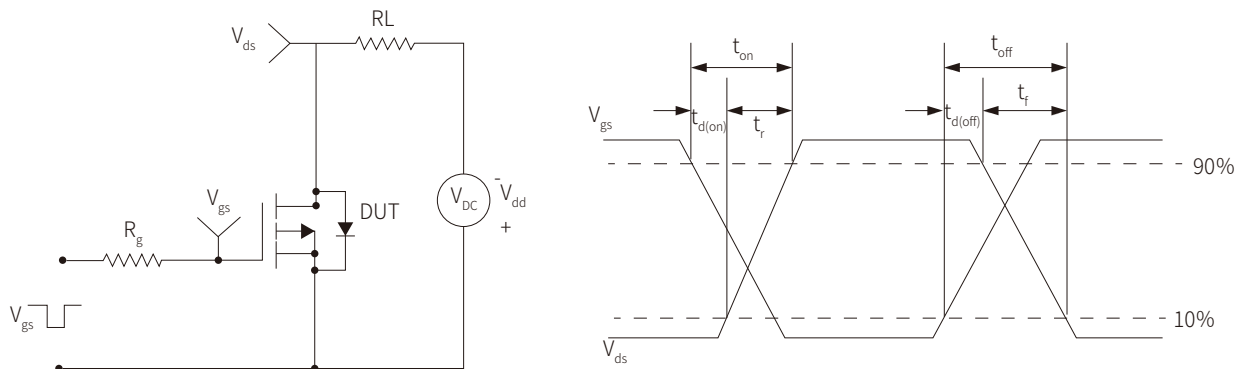 RL
V_ds
V_gs
R_g
DUT
V_DC
-
V_dd
+
V_gs
t_on
t_off
t_d(on)
t_r
t_d(off)
t_f
V_gs
90%
10%
V_ds